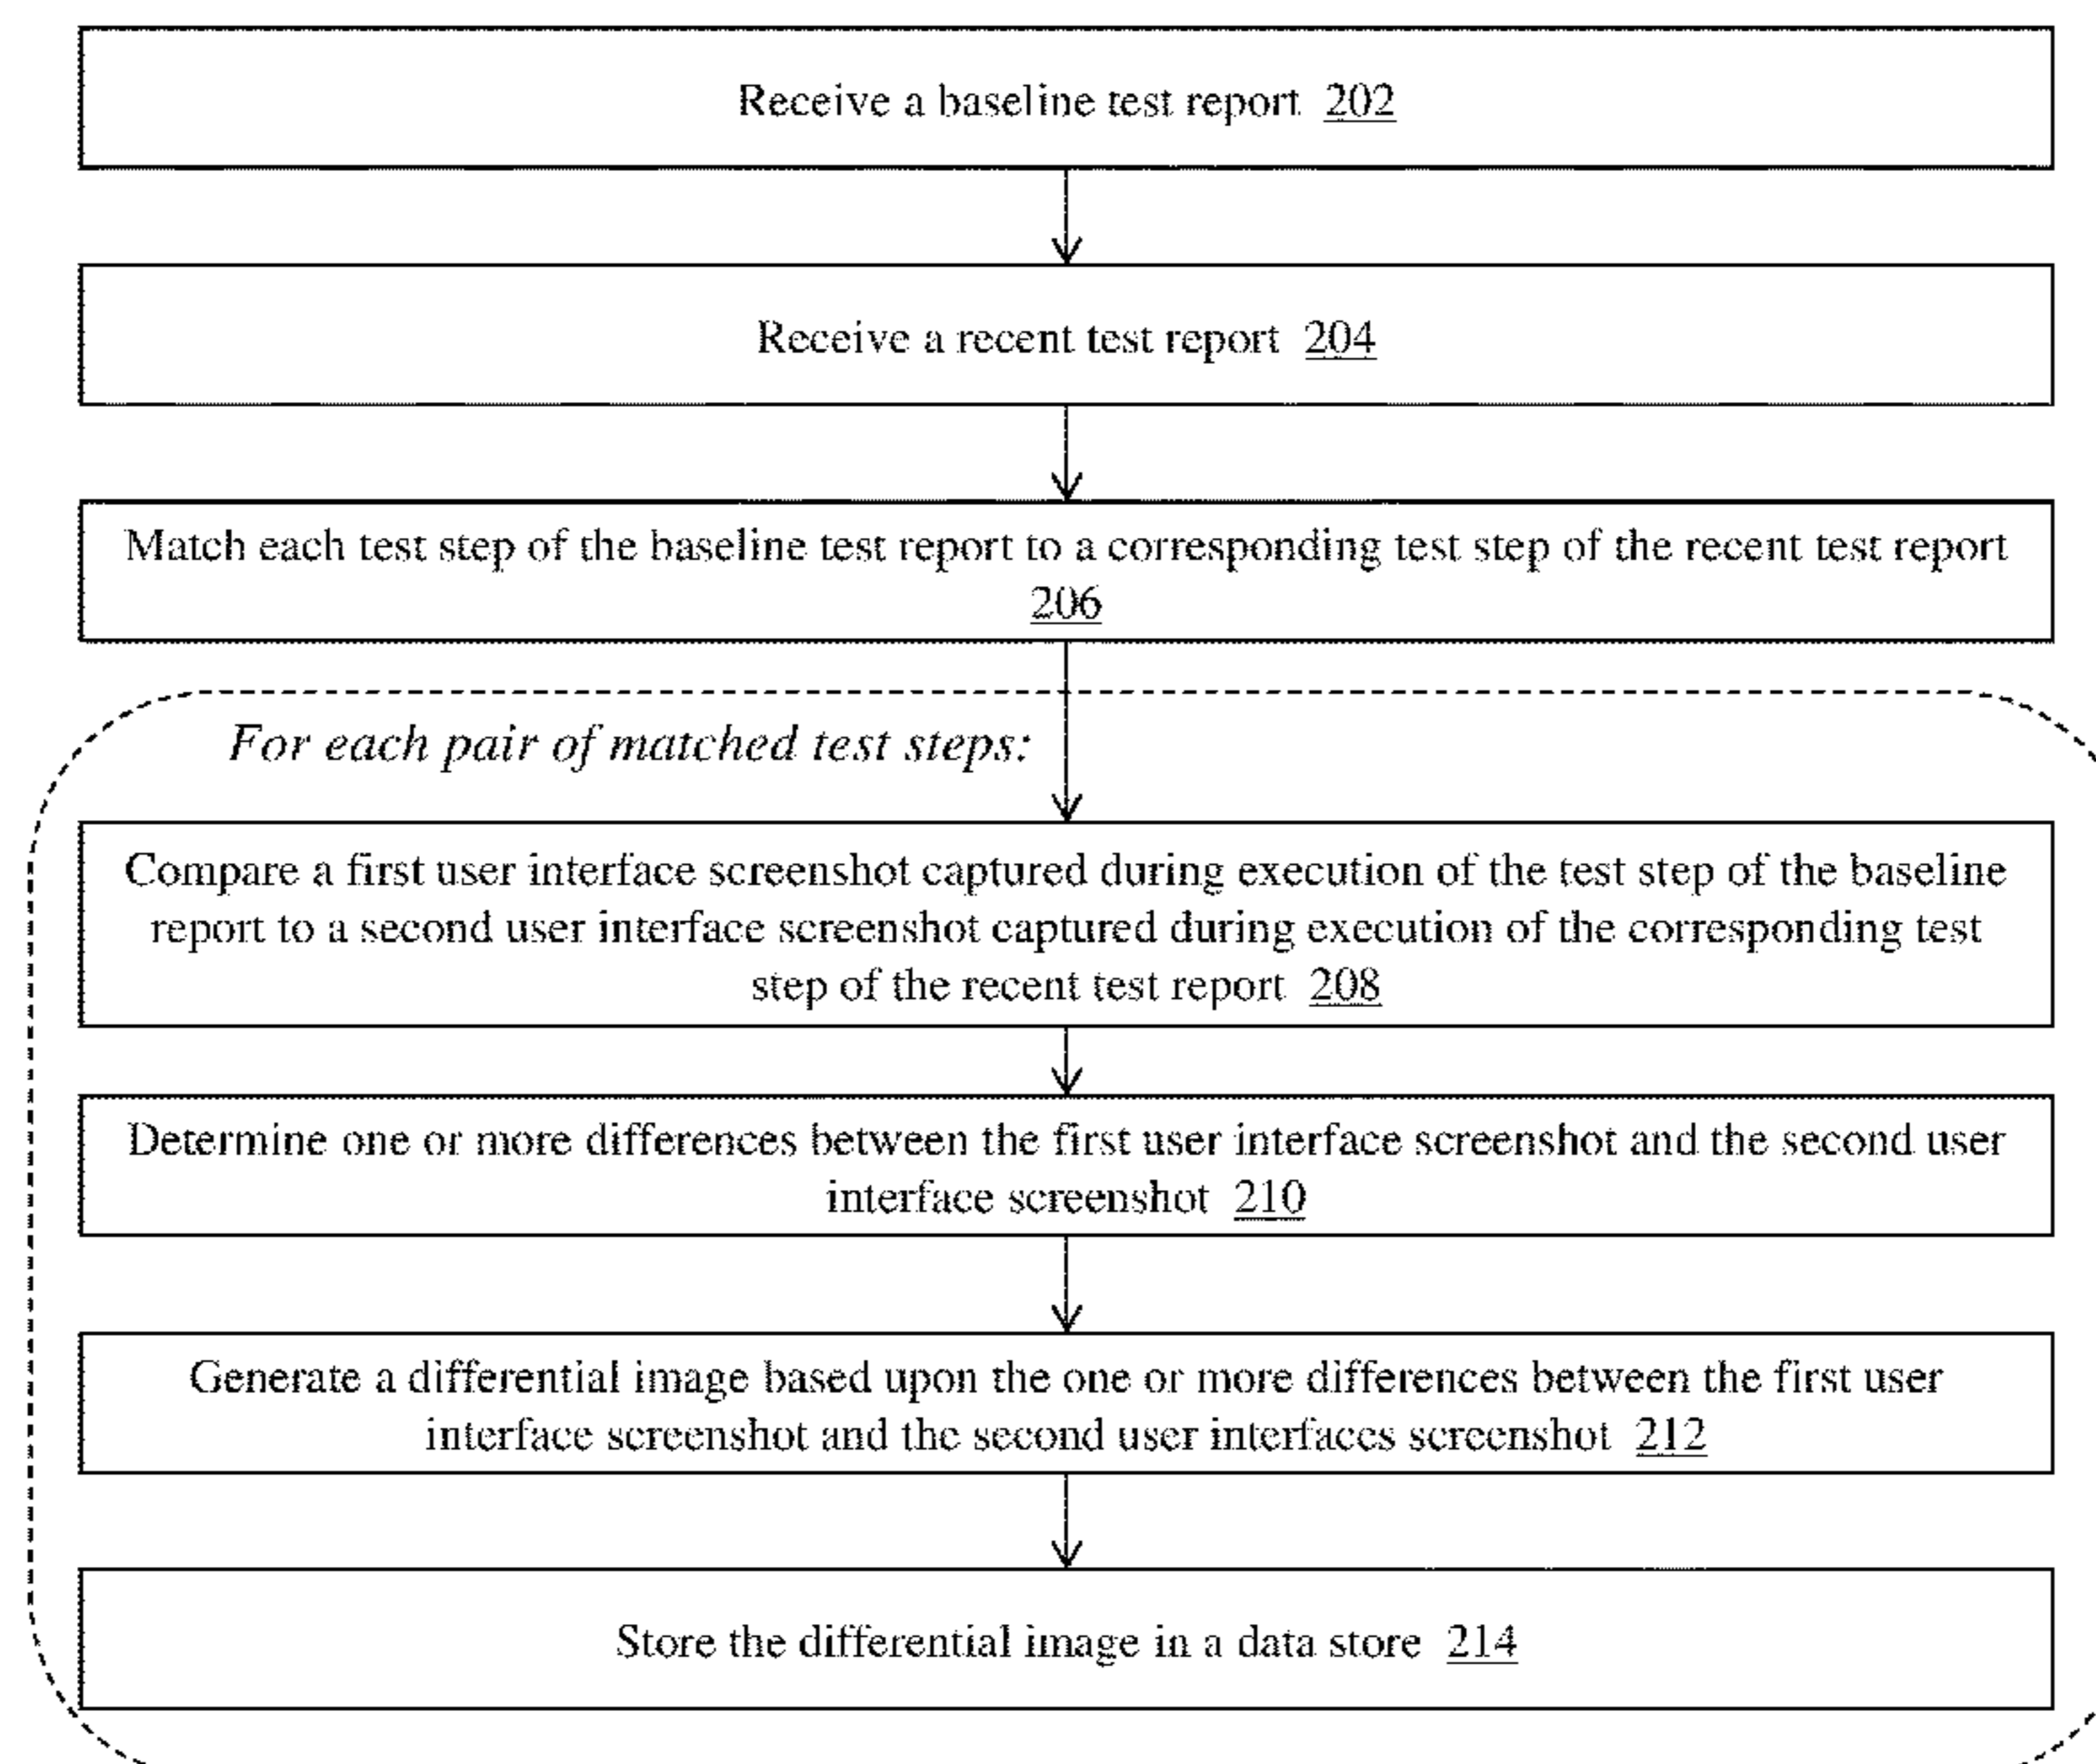 Receive a baseline test report 202
Receive a recent test report 204
Match each test step of the baseline test report to a corresponding test step of the recent test report
206
For each pair of matched test steps:
Compare a first user interface screenshot captured during execution of the test step of the baseline
report to a second user interface screenshot captured during execution of the corresponding test
step of the recent test report 208
Determine one or more differences between the first user interface screenshot and the second user
interface screenshot 210
Generate a differential image based upon the one or more differences between the first user
interface screenshot and the second user interfaces screenshot 212
Store the differential image in a data store 214